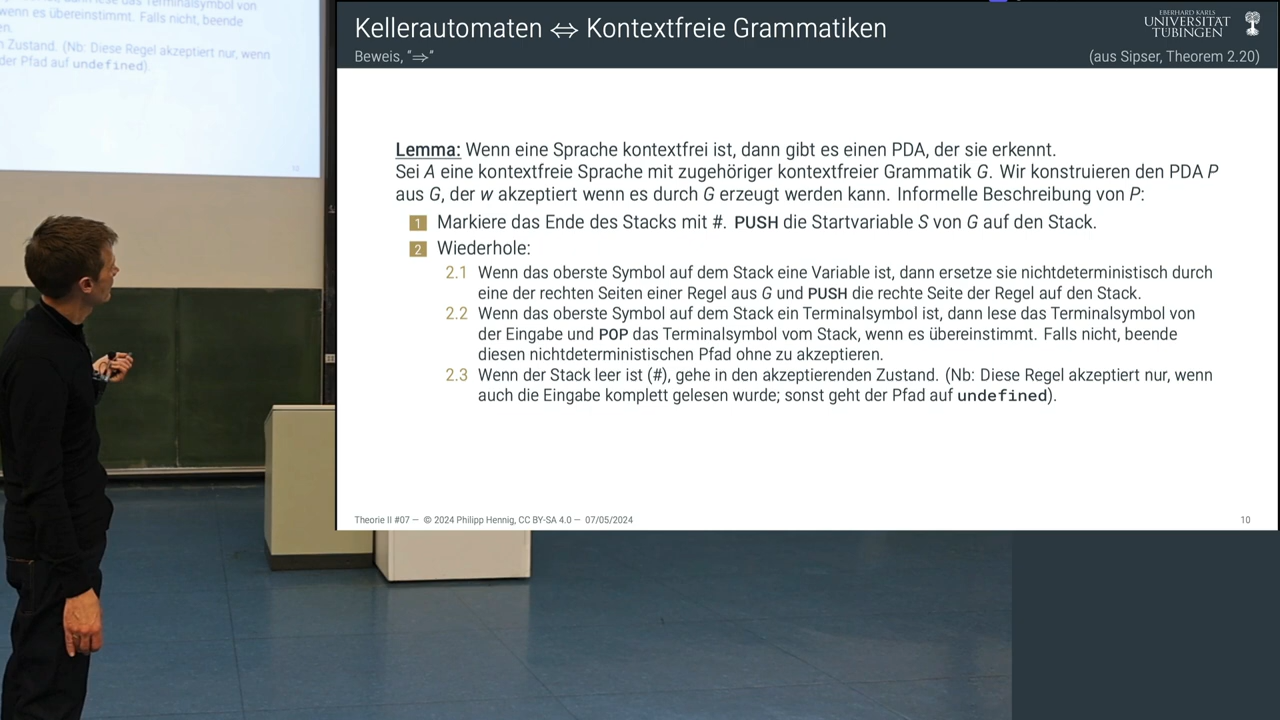 de, dann lese das Terminalsymbol von
wenn es übereinstimmt. Falls nicht, beende
en.
n Zustand. (Nb: Diese Regel akzeptiert nur, wenn
der Pfad auf undefined).
10
Kellerautomaten ⇔ Kontextfreie Grammatiken
Beweis, "⇒"
(aus Sipser, Theorem 2.20)
EBERHARD KARLS
UNIVERSITÄT
TÜBINGEN
Lemma: Wenn eine Sprache kontextfrei ist, dann gibt es einen PDA, der sie erkennt.
Sei A eine kontextfreie Sprache mit zugehöriger kontextfreier Grammatik G. Wir konstruieren den PDA P
aus G, der w akzeptiert wenn es durch G erzeugt werden kann. Informelle Beschreibung von P:
1 Markiere das Ende des Stacks mit #. PUSH die Startvariable S von G auf den Stack.
2 Wiederhole:
2.1 Wenn das oberste Symbol auf dem Stack eine Variable ist, dann ersetze sie nichtdeterministisch durch
eine der rechten Seiten einer Regel aus G und PUSH die rechte Seite der Regel auf den Stack.
2.2 Wenn das oberste Symbol auf dem Stack ein Terminalsymbol ist, dann lese das Terminalsymbol von
der Eingabe und POP das Terminalsymbol vom Stack, wenn es übereinstimmt. Falls nicht, beende
diesen nichtdeterministischen Pfad ohne zu akzeptieren.
2.3 Wenn der Stack leer ist (#), gehe in den akzeptierenden Zustand. (Nb: Diese Regel akzeptiert nur, wenn
auch die Eingabe komplett gelesen wurde; sonst geht der Pfad auf undefined).
Theorie II #07 — © 2024 Philipp Hennig, CC BY-SA 4.0 — 07/05/2024
10